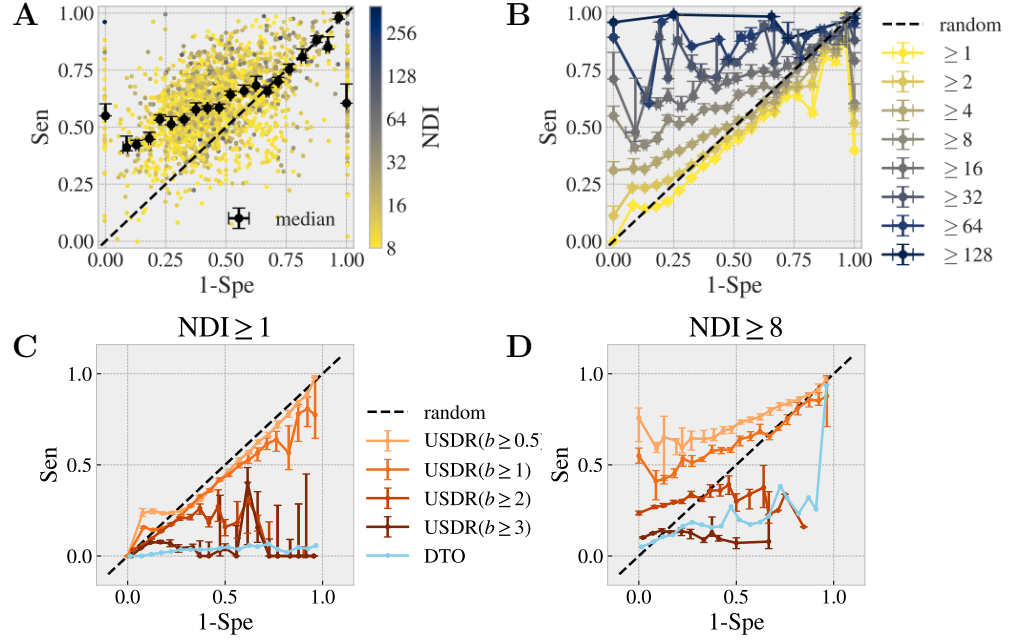 A
Sen
1.00
0.75
0.50
0.25
0.00
median
0.00
0.25
0.50
0.75
1.00
1-Spe
256
128
64
32
16
8
NDI
B
Sen
1.00
0.75
0.50
0.25
0.00
0.00
0.25
0.50
0.75
1.00
1-Spe
random
≥ 1
≥ 2
≥ 4
≥ 8
≥ 16
≥ 32
≥ 64
≥ 128
C
NDI ≥ 1
Sen
1.0
0.5
0.0
0.0
0.5
1.0
1-Spe
random
USDR(b ≥ 0.5)
USDR(b ≥ 1)
USDR(b ≥ 2)
USDR(b ≥ 3)
DTO
D
NDI ≥ 8
Sen
1.0
0.5
0.0
0.0
0.5
1.0
1-Spe